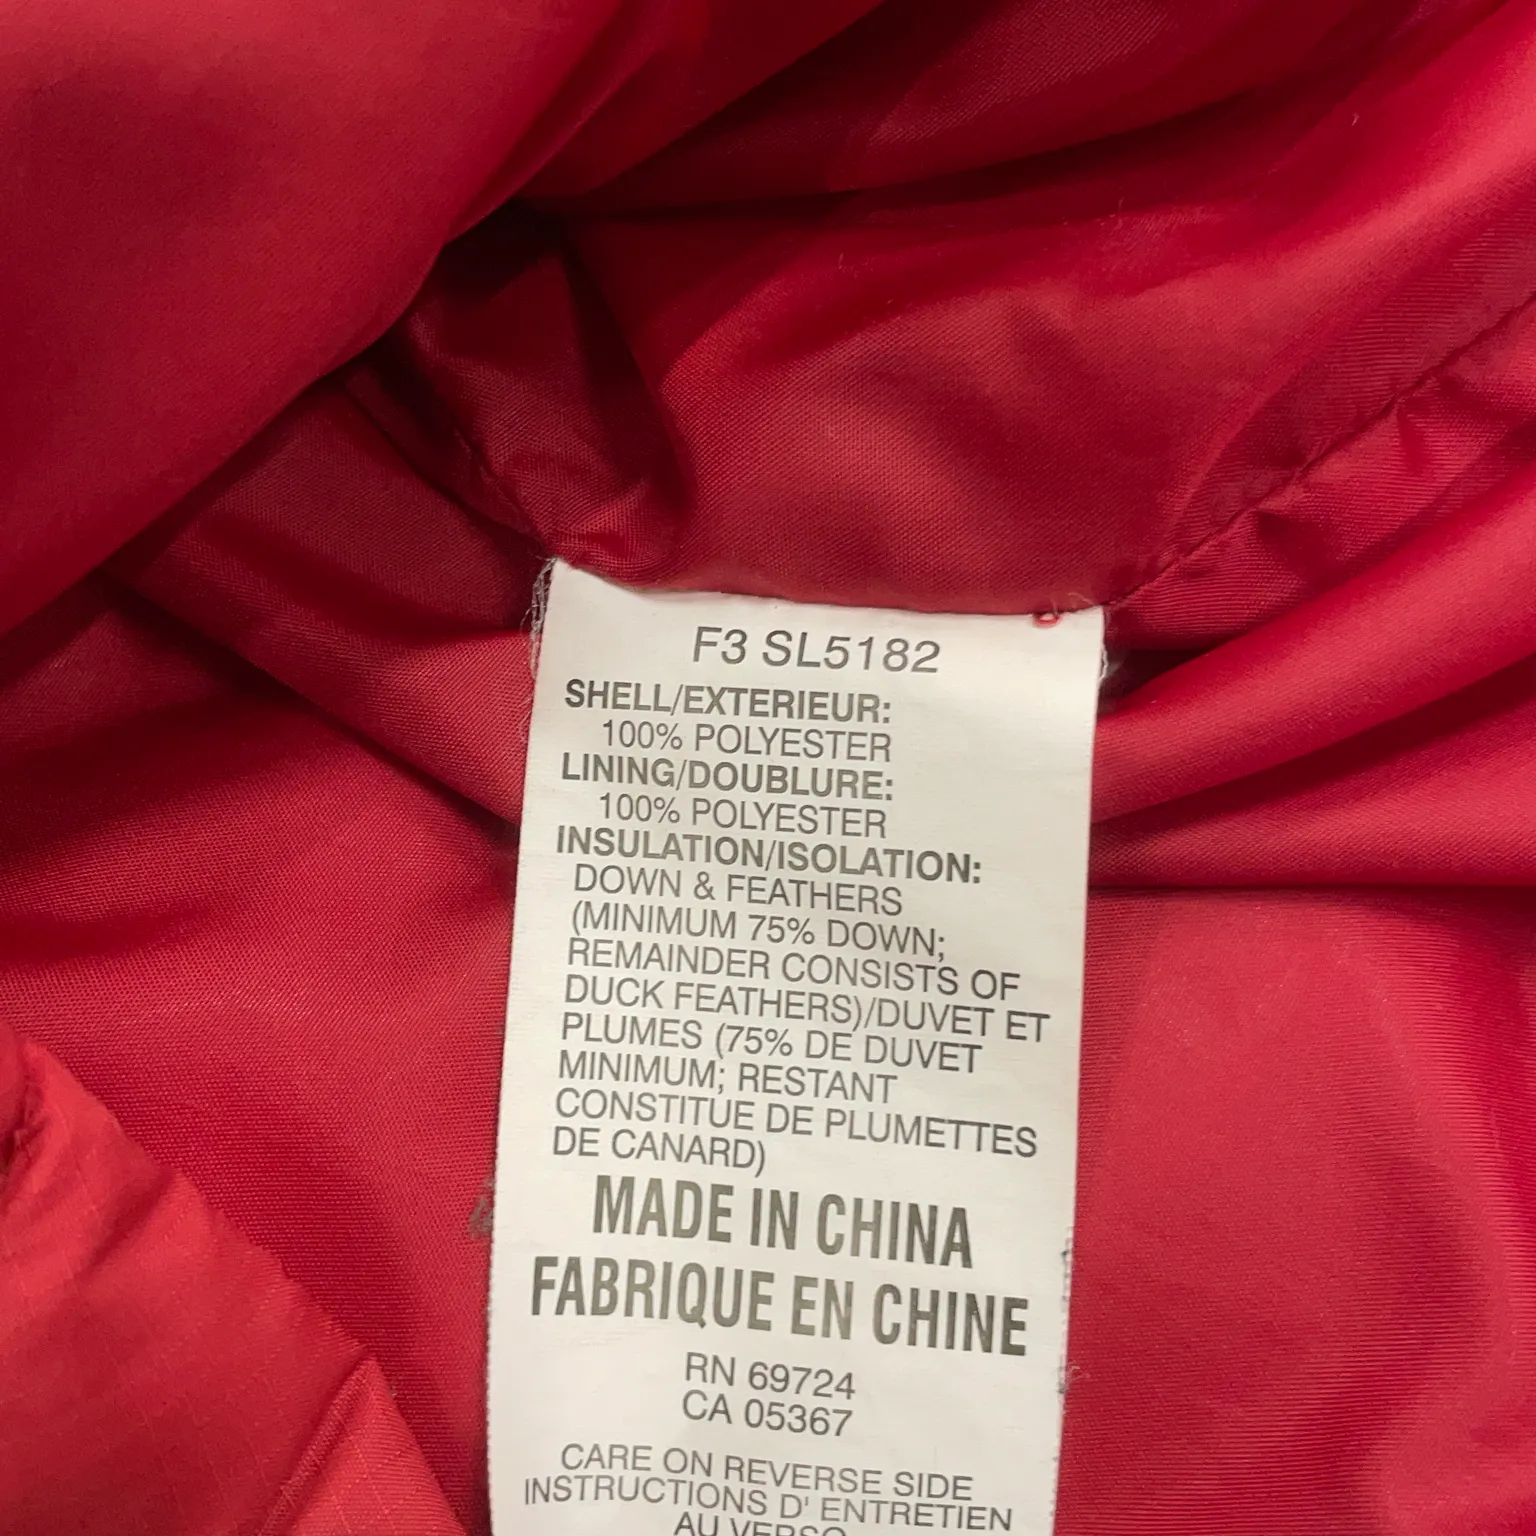 F3 SL5182
SHELL/EXTERIEUR:
100% POLYESTER
LINING/DOUBLURE:
100% POLYESTER
INSULATION/ISOLATION:
DOWN & FEATHERS
(MINIMUM 75% DOWN;
REMAINDER CONSISTS OF
DUCK FEATHERS)/DUVET ET
PLUMES (75% DE DUVET
MINIMUM; RESTANT
CONSTITUE DE PLUMETTES
DE CANARD)
MADE IN CHINA
FABRIQUE EN CHINE
RN 69724
CA 05367
CARE ON REVERSE SIDE
INSTRUCTIONS D' ENTRETIEN
AU VERSO